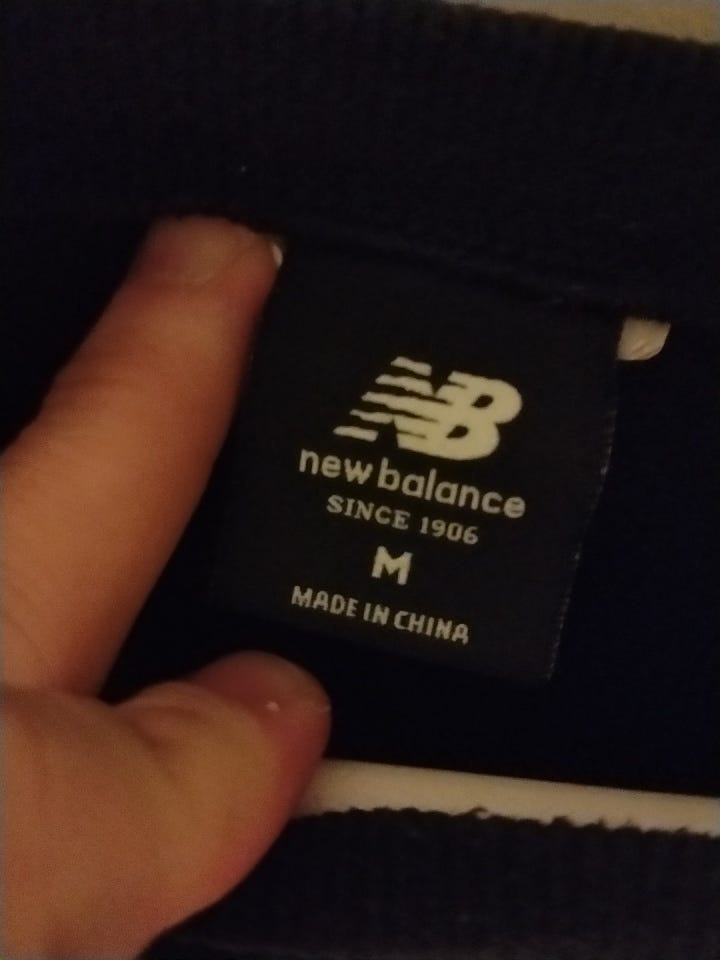 NB
new balance
SINCE 1906
M
MADE IN CHINA